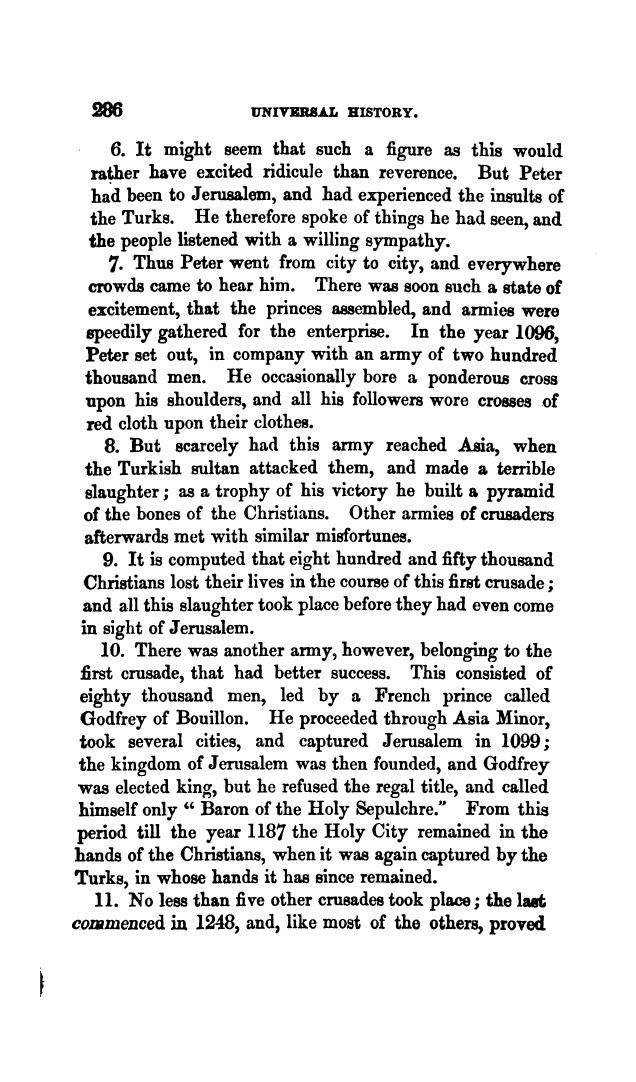 286 UNIVERSAL HISTORY.
6. It might seem that such a figure as this would
rather have excited ridicule than reverence. But Peter
had been to Jerusalem, and had experienced the insults of
the Turks. He therefore spoke of things he had seen, and
the people listened with a willing sympathy.
7. Thus Peter went from city to city, and everywhere
crowds came to hear him. There was soon such a state of
excitement, that the princes assembled, and armies were
speedily gathered for the enterprise. In the year 1096,
Peter set out, in company with an army of two hundred
thousand men. He occasionally bore a ponderous cross
upon his shoulders, and all his followers wore crosses of
red cloth upon their clothes.
8. But scarcely had this army reached Asia, when
the Turkish sultan attacked them, and made a terrible
slaughter; as a trophy of his victory he built a pyramid
of the bones of the Christians. Other armies of crusaders
afterwards met with similar misfortunes.
9. It is computed that eight hundred and fifty thousand
Christians lost their lives in the course of this first crusade;
and all this slaughter took place before they had even come
in sight of Jerusalem.
10. There was another army, however, belonging to the
first crusade, that had better success. This consisted of
eighty thousand men, led by a French prince called
Godfrey of Bouillon. He proceeded through Asia Minor,
took several cities, and captured Jerusalem in 1099;
the kingdom of Jerusalem was then founded, and Godfrey
was elected king, but he refused the regal title, and called
himself only “ Baron of the Holy Sepulchre.” From this
period till the year 1187 the Holy City remained in the
hands of the Christians, when it was again captured by the
Turks, in whose hands it has since remained.
11. No less than five other crusades took place; the last
commenced in 1248, and, like most of the others, proved